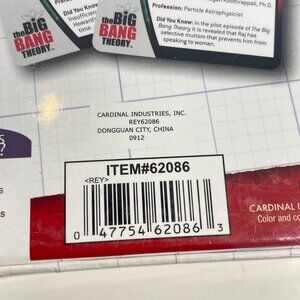 the BIG
BANG
THEORY
Did You Know:
Insufficien
time.
Howard's
the BIG
BANG
THEORY
Koothrappali, Ph.D.
Profession: Particle Astrophysicist
Did You Know: In the pilot episode of The Big
Bang Theory it is revealed that Raj has
selective mutism that prevents him from
speaking to women.
CARDINAL INDUSTRIES, INC.
REY62086
DONGGUAN CITY, CHINA
0912
S
?
s
s
ITEM#62086
<REY>
0 47754 62086 3
CARDINAL I
Color and co